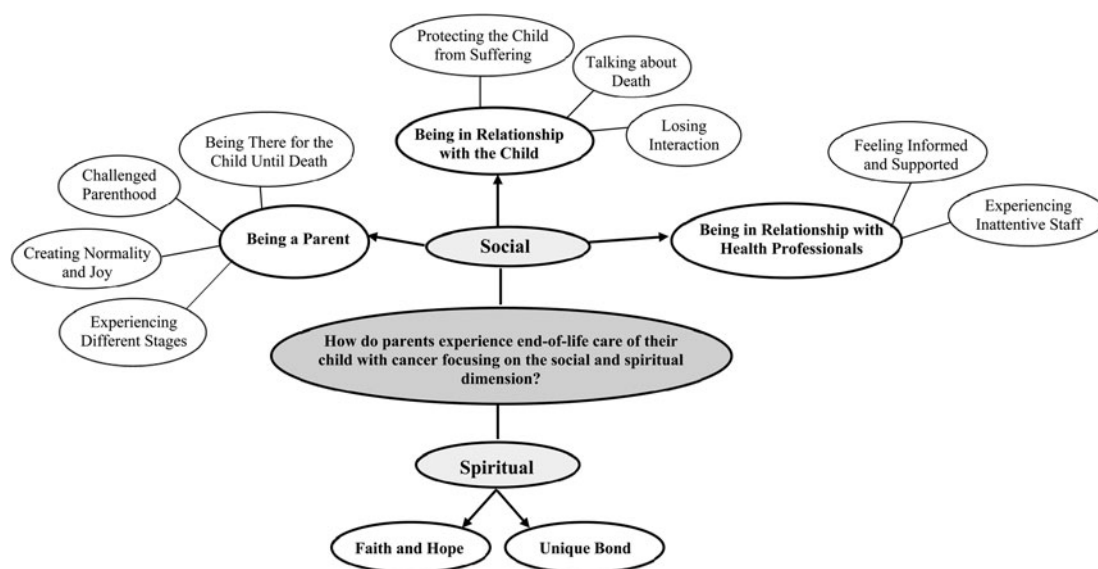 Protecting the Child
from Suffering
Talking about
Death
Being in Relationship
with the Child
Losing
Interaction
Being There for the
Child Until Death
Challenged
Parenthood
Being a Parent
Creating Normality
and Joy
Experiencing
Different Stages
Social
Feeling Informed
and Supported
Experiencing
Inattentive Staff
Being in Relationship with
Health Professionals
How do parents experience end-of-life care of their
child with cancer focusing on the social and spiritual
dimension?
Spiritual
Faith and Hope
Unique Bond